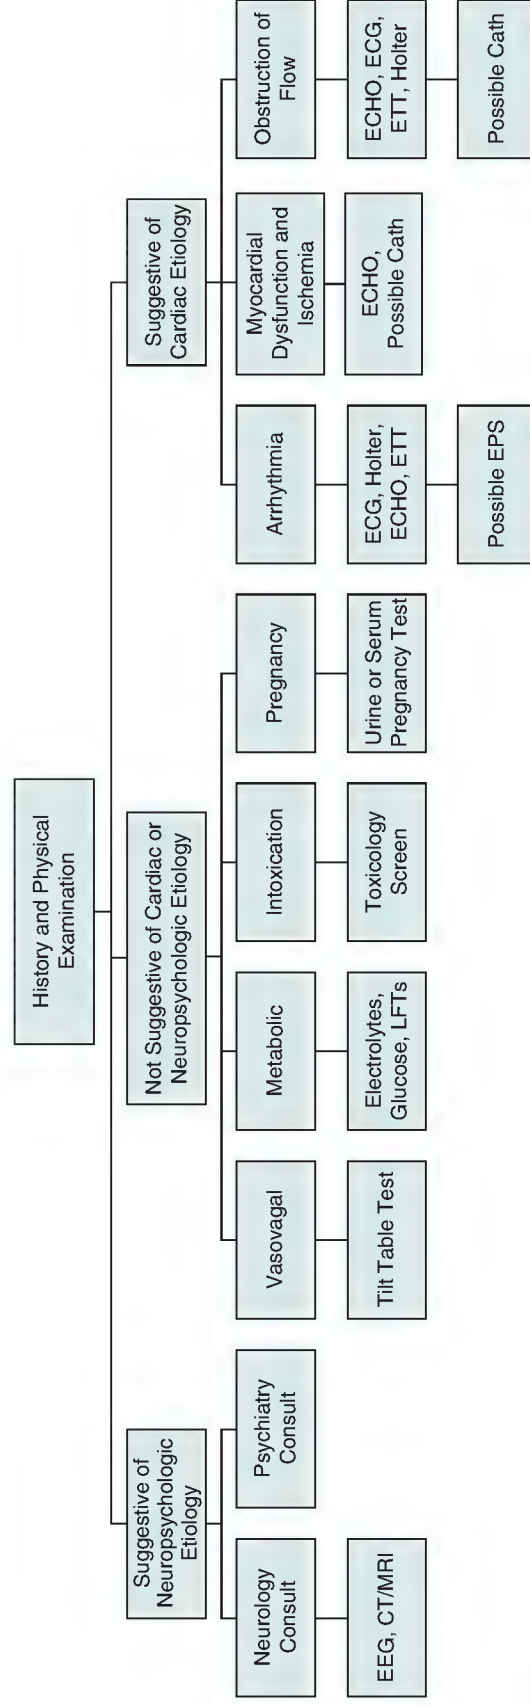 History and Physical
Examination
Suggestive of
Neuropsychologic
Etiology
Not Suggestive of Cardiac or
Neuropsychologic Etiology
Suggestive of
Cardiac Etiology
Neurology
Consult
Psychiatry
Consult
Vasovagal
Metabolic
Intoxication
Pregnancy
Arrhythmia
Myocardial
Dysfunction and
Ischemia
Obstruction of
Flow
EEG, CT/MRI
Tilt Table Test
Electrolytes,
Glucose, LFTs
Toxicology
Screen
Urine or Serum
Pregnancy Test
ECG, Holter,
ECHO, ETT
ECHO,
Possible Cath
ECHO, ECG,
ETT, Holter
Possible EPS
Possible Cath